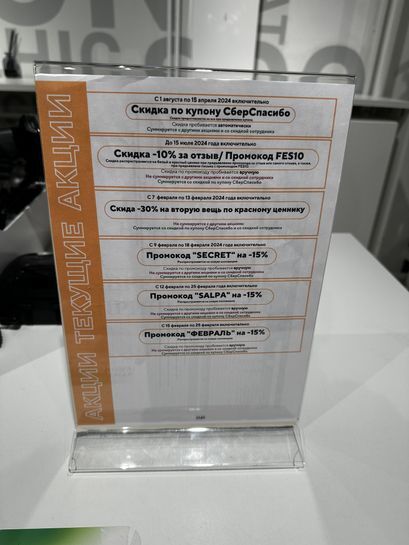 АКЦИИ ТЕКУЩИЕ АКЦИИ
С 1 августа по 15 апреля 2024 включительно
Скидка по купону СберСпасибо
Скидка пробивается автоматически
Суммируется с другими акциями и со скидкой сотрудника
До 15 июля 2024 года включительно
Скидка -10% за отзыв/ Промокод FES10
Скидка по промокоду пробивается вручную
Не суммируется с другими акциями и со скидкой сотрудника
Суммируется со скидкой по купону СберСпасибо
С 7 февраля по 13 февраля 2024 включительно
Скида -30% на вторую вещь по красному ценнику
Не суммируется с другими акциями
Суммируется со скидкой по купону СберСпасибо и со скидкой сотрудника
С 9 февраля по 18 февраля 2024 включительно
Промокод "SECRET" на -15%
Скидка по промокоду пробивается вручную
Не суммируется с другими акциями и со скидкой сотрудника
Суммируется со скидкой по купону СберСпасибо
С 12 февраля по 25 февраля включительно
Промокод "SALPA" на -15%
Скидка по промокоду пробивается вручную
Не суммируется с другими акциями и со скидкой сотрудника
Суммируется со скидкой по купону СберСпасибо
С 15 февраля по 25 февраля включительно
Промокод "ФЕВРАЛЬ" на -15%
Скидка по промокоду пробивается вручную
Не суммируется с другими акциями и со скидкой сотрудника
Суммируется со скидкой по купону СберСпасибо